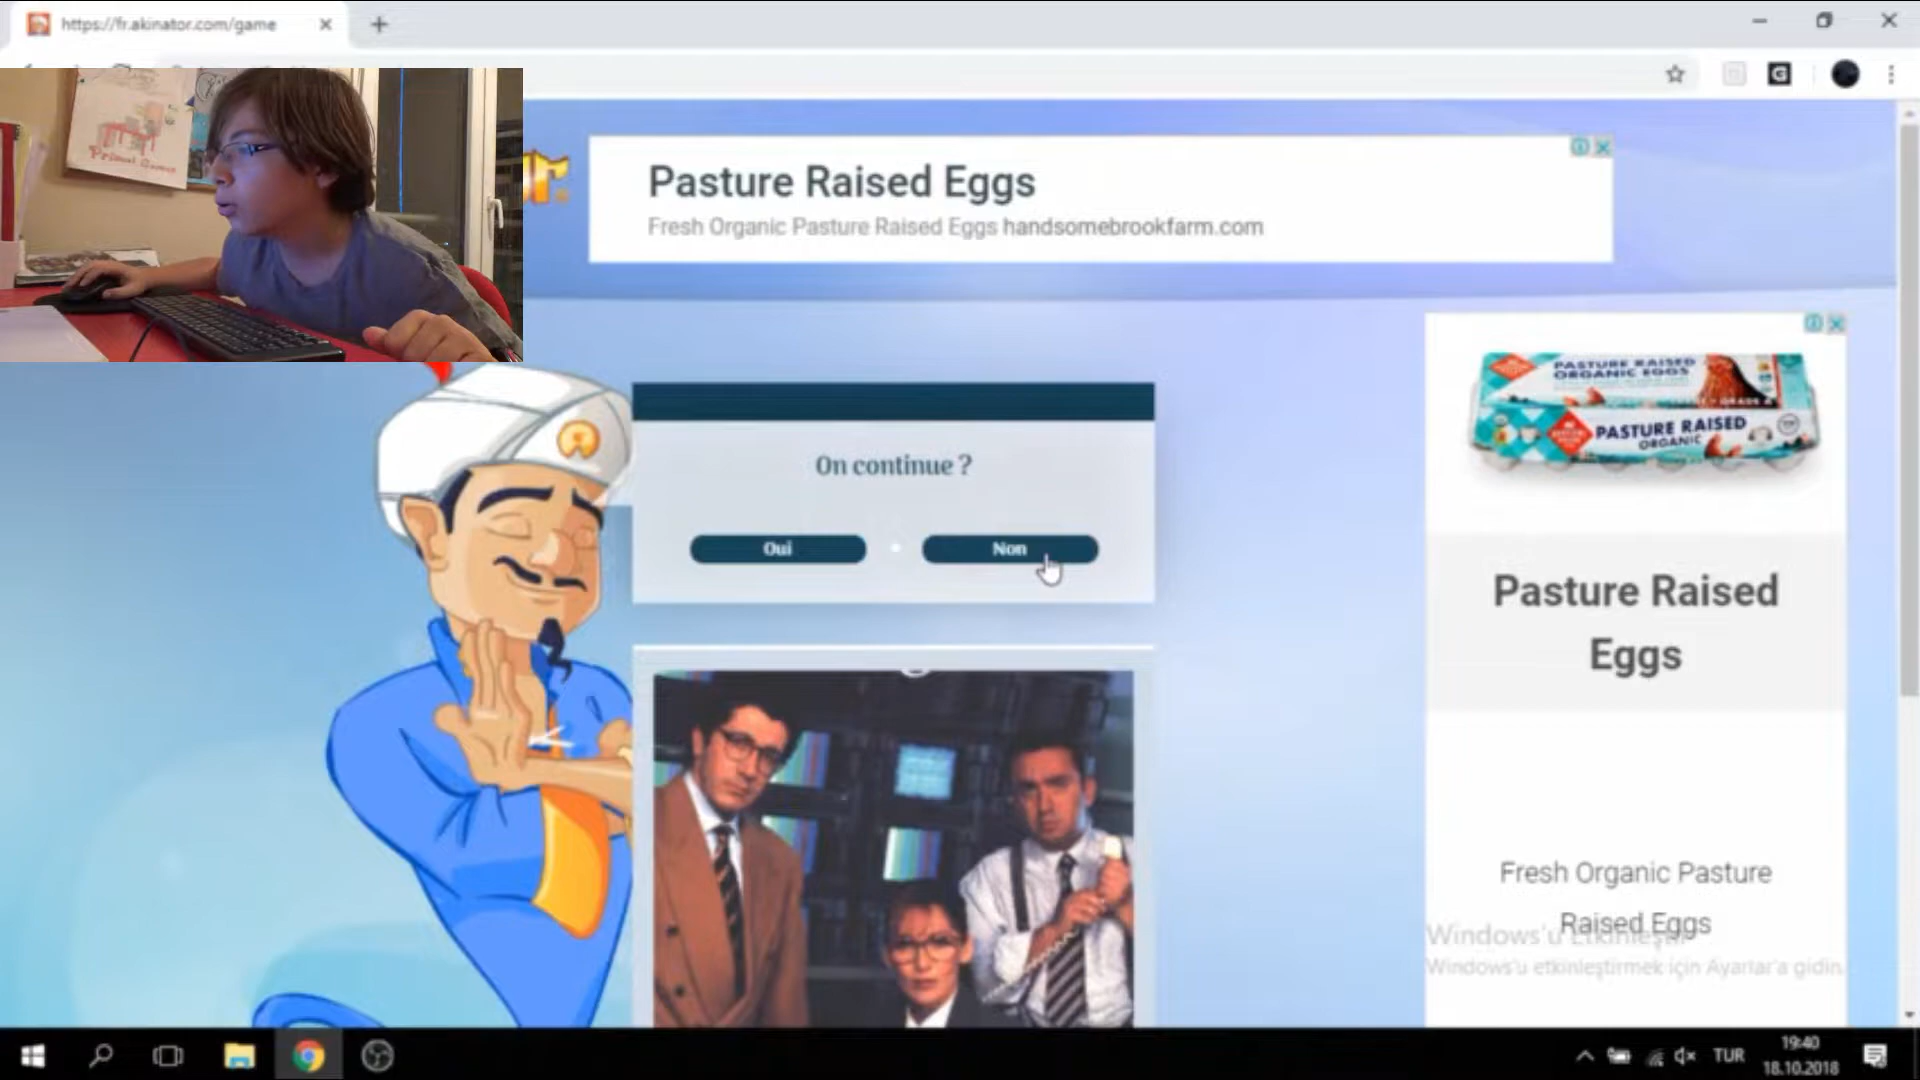 https://fr.akinator.com/game
Primal Games
Pasture Raised Eggs
Fresh Organic Pasture Raised Eggs handsomebrookfarm.com
PASTURE RAISED
ORGANIC EGGS
PASTURE RAISED
ORGANIC
On continue ?
Oui
Non
Pasture Raised
Eggs
Fresh Organic Pasture
Raised Eggs
Windows'u Etkinleştir
Windows'u etkinleştirmek için Ayarlar'a gidin.
TUR
19:40
18.10.2018